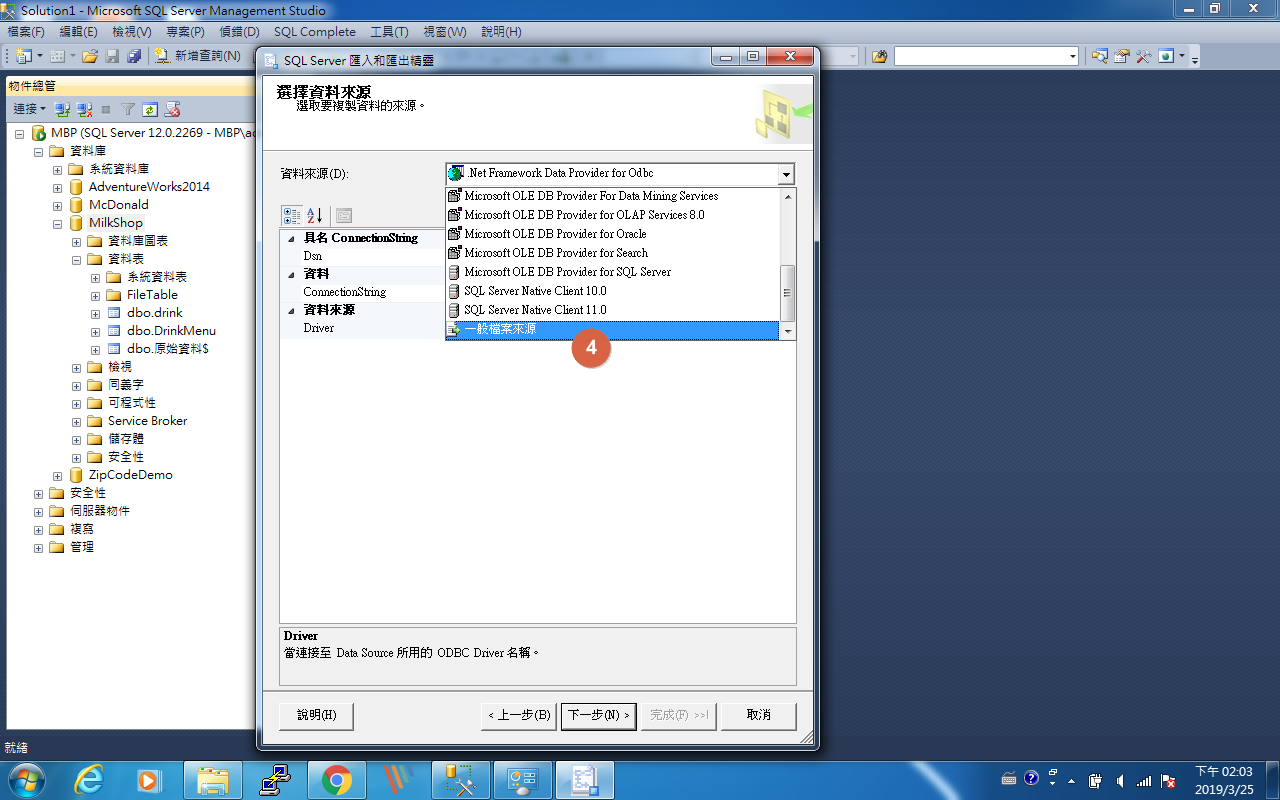 Solution1 - Microsoft SQL Server Management Studio
檔案(F) 編輯(E) 檢視(V) 專案(P) 偵錯(D) SQL Complete 工具(T) 視窗(W) 說明(H)
新增查詢(N)
物件總管
連接
MBP (SQL Server 12.0.2269 - MBP\ac
資料庫
系統資料庫
AdventureWorks2014
McDonald
MilkShop
資料庫圖表
資料表
系統資料表
FileTable
dbo.drink
dbo.DrinkMenu
dbo.原始資料$
檢視
同義字
可程式性
Service Broker
儲存體
安全性
ZipCodeDemo
安全性
伺服器物件
複寫
管理
就緒
SQL Server 匯入和匯出精靈
選擇資料來源
選取要複製資料的來源。
資料來源(D):
.Net Framework Data Provider for Odbc
Microsoft OLE DB Provider For Data Mining Services
Microsoft OLE DB Provider for OLAP Services 8.0
Microsoft OLE DB Provider for Oracle
Microsoft OLE DB Provider for Search
Microsoft OLE DB Provider for SQL Server
SQL Server Native Client 10.0
SQL Server Native Client 11.0
一般檔案來源
4
具名 ConnectionString
Dsn
資料
ConnectionString
資料來源
Driver
Driver
當連接至 Data Source 所用的 ODBC Driver 名稱。
說明(H) < 上一步(B) 下一步(N) > 完成(F) >>| 取消
下午 02:03
2019/3/25